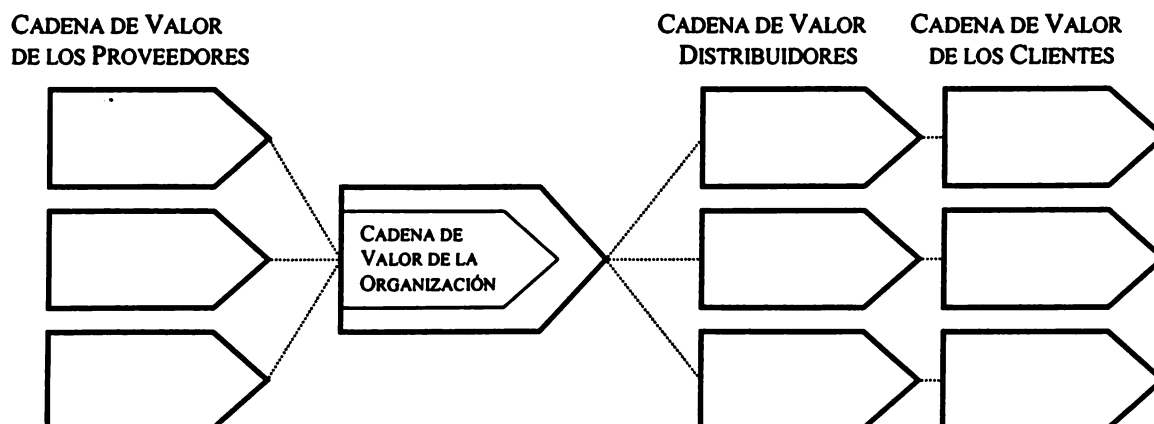 CADENA DE VALOR
DE LOS PROVEEDORES
CADENA DE VALOR
DISTRIBUIDORES
CADENA DE VALOR
DE LOS CLIENTES
CADENA DE
VALOR DE LA
ORGANIZACIÓN